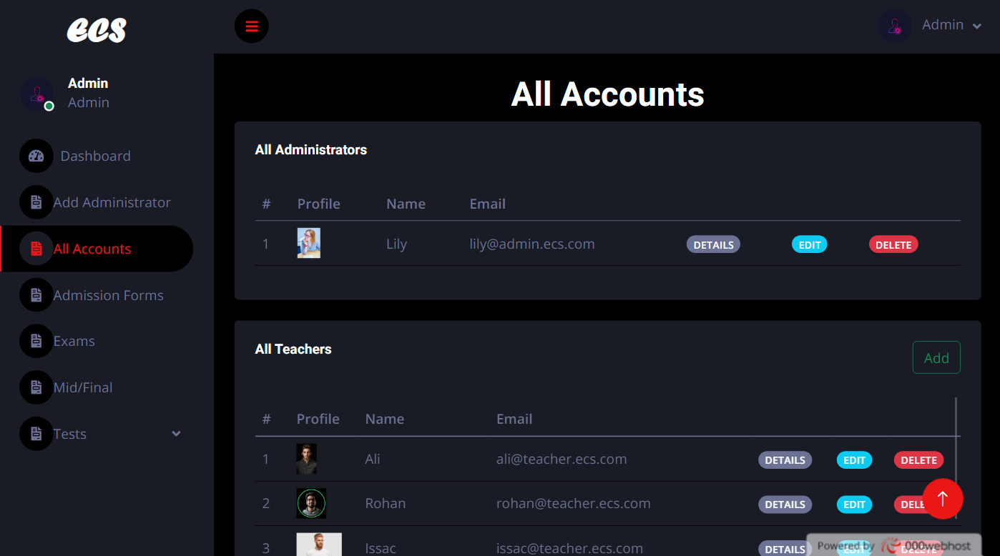 ecs
Admin
Admin
Admin
Dashboard
Add Administrator
All Accounts
Admission Forms
Exams
Mid/Final
Tests
All Accounts
All Administrators
# Profile Name Email
1 Lily lily@admin.ecs.com DETAILS EDIT DELETE
All Teachers
Add
# Profile Name Email
1 Ali ali@teacher.ecs.com DETAILS EDIT DELETE
2 Rohan rohan@teacher.ecs.com DETAILS EDIT
3 Issac issac@teacher.ecs.com DETAILS EDIT
Powered by 000webhost